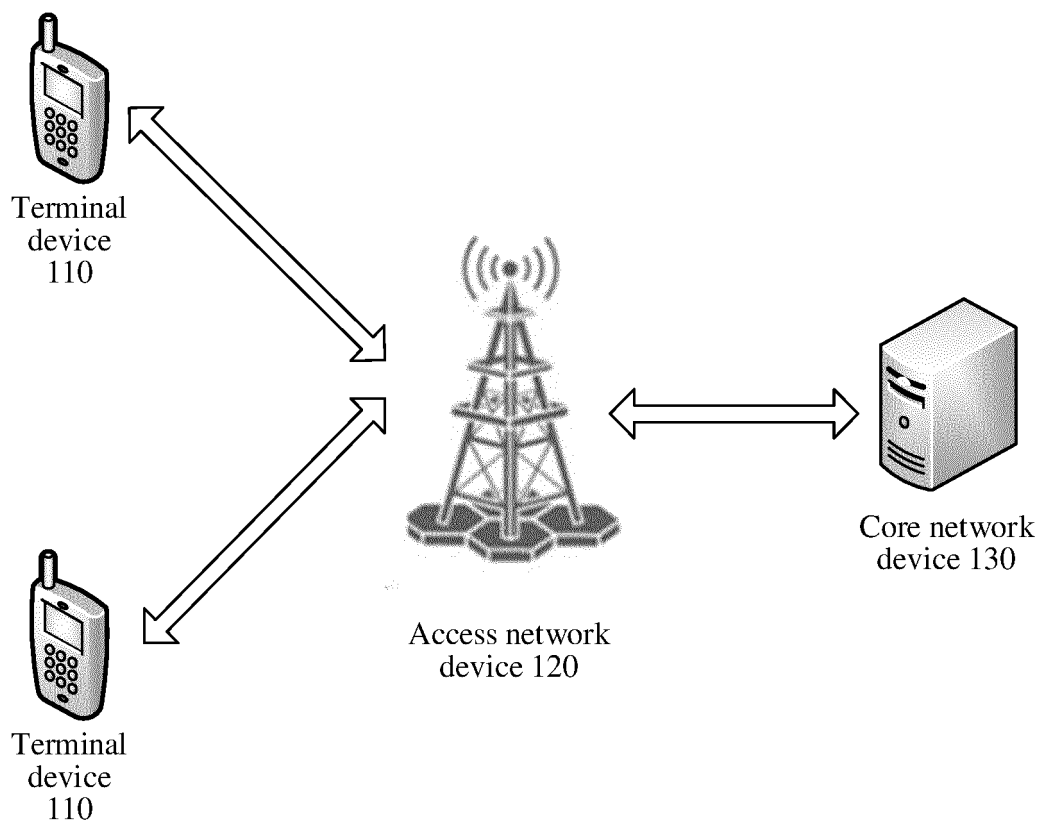 Terminal
device
110
Access network
device 120
Core network
device 130
Terminal
device
110